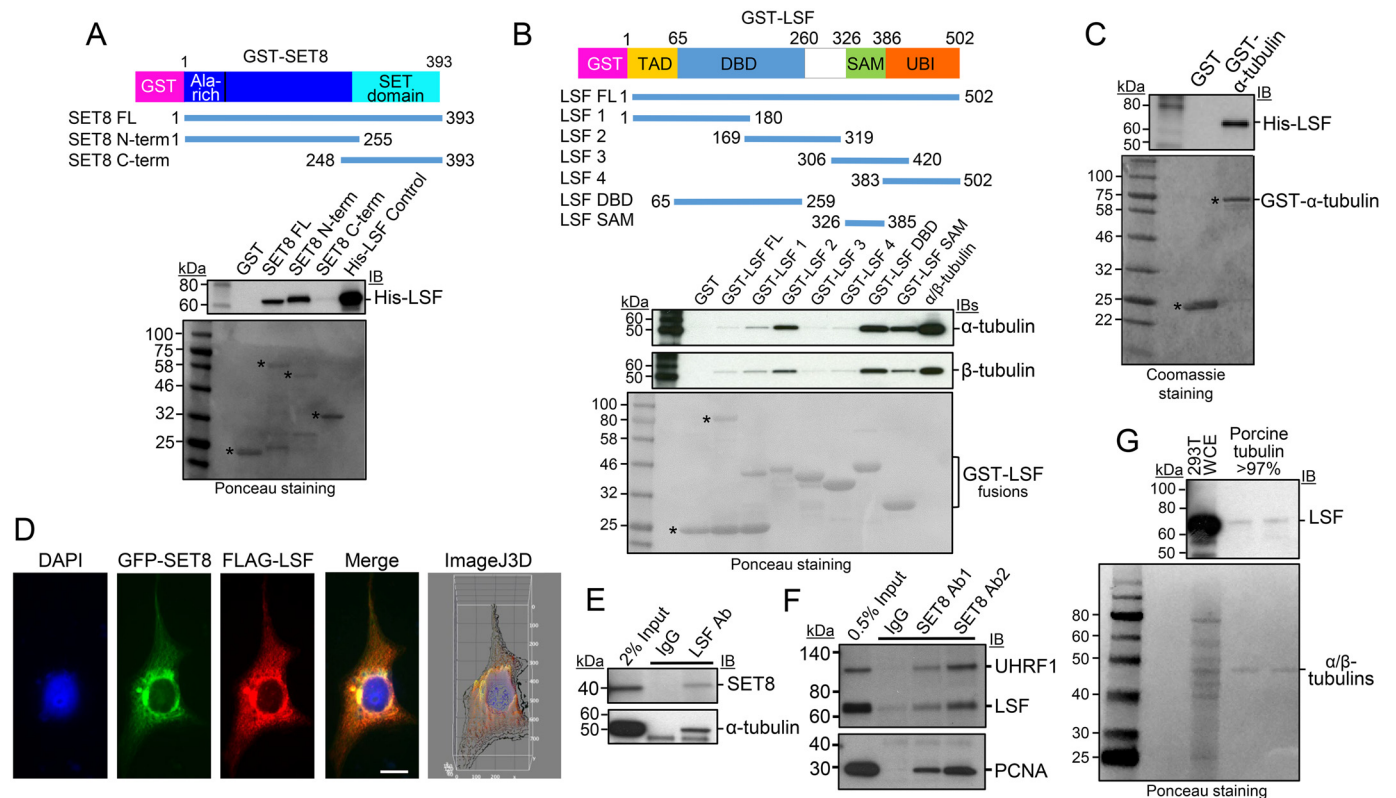 A
GST-SET8
1 393
GST Ala-rich SET domain
SET8 FL 1 393
SET8 N-term 1 255
SET8 C-term 248 393
GST
SET8 FL
SET8 N-term
SET8 C-term
His-LSF Control
kDa IB
80
60
His-LSF
100
75
58
46
32
25
*
*
*
*
Ponceau staining
B
GST-LSF
1 65 260 326 386 502
GST TAD DBD SAM UBI
LSF FL 1 502
LSF 1 1 180
LSF 2 169 319
LSF 3 306 420
LSF 4 383 502
LSF DBD 65 259
LSF SAM 326 385
GST
GST-LSF FL
GST-LSF 1
GST-LSF 2
GST-LSF 3
GST-LSF 4
GST-LSF DBD
GST-LSF SAM
α/β-tubulin
kDa IBs
60
50
α-tubulin
60
50
β-tubulin
100
80
58
46
32
25
*
*
GST-LSF
fusions
Ponceau staining
C
GST
GST-
α-tubulin
kDa IB
80
60
50
His-LSF
100
75
58
46
32
25
22
*
*
GST-α-tubulin
Coomassie
staining
D
DAPI GFP-SET8 FLAG-LSF Merge ImageJ3D
E
2% Input
IgG
LSF Ab
kDa IB
40
SET8
60
50
α-tubulin
F
0.5% Input
IgG
SET8 Ab1
SET8 Ab2
kDa IB
140
UHRF1
80
60
LSF
40
30
PCNA
G
293T
WCE
Porcine
tubulin
>97%
kDa IB
100
80
60
50
LSF
80
60
50
40
30
25
α/β-
tubulins
Ponceau staining